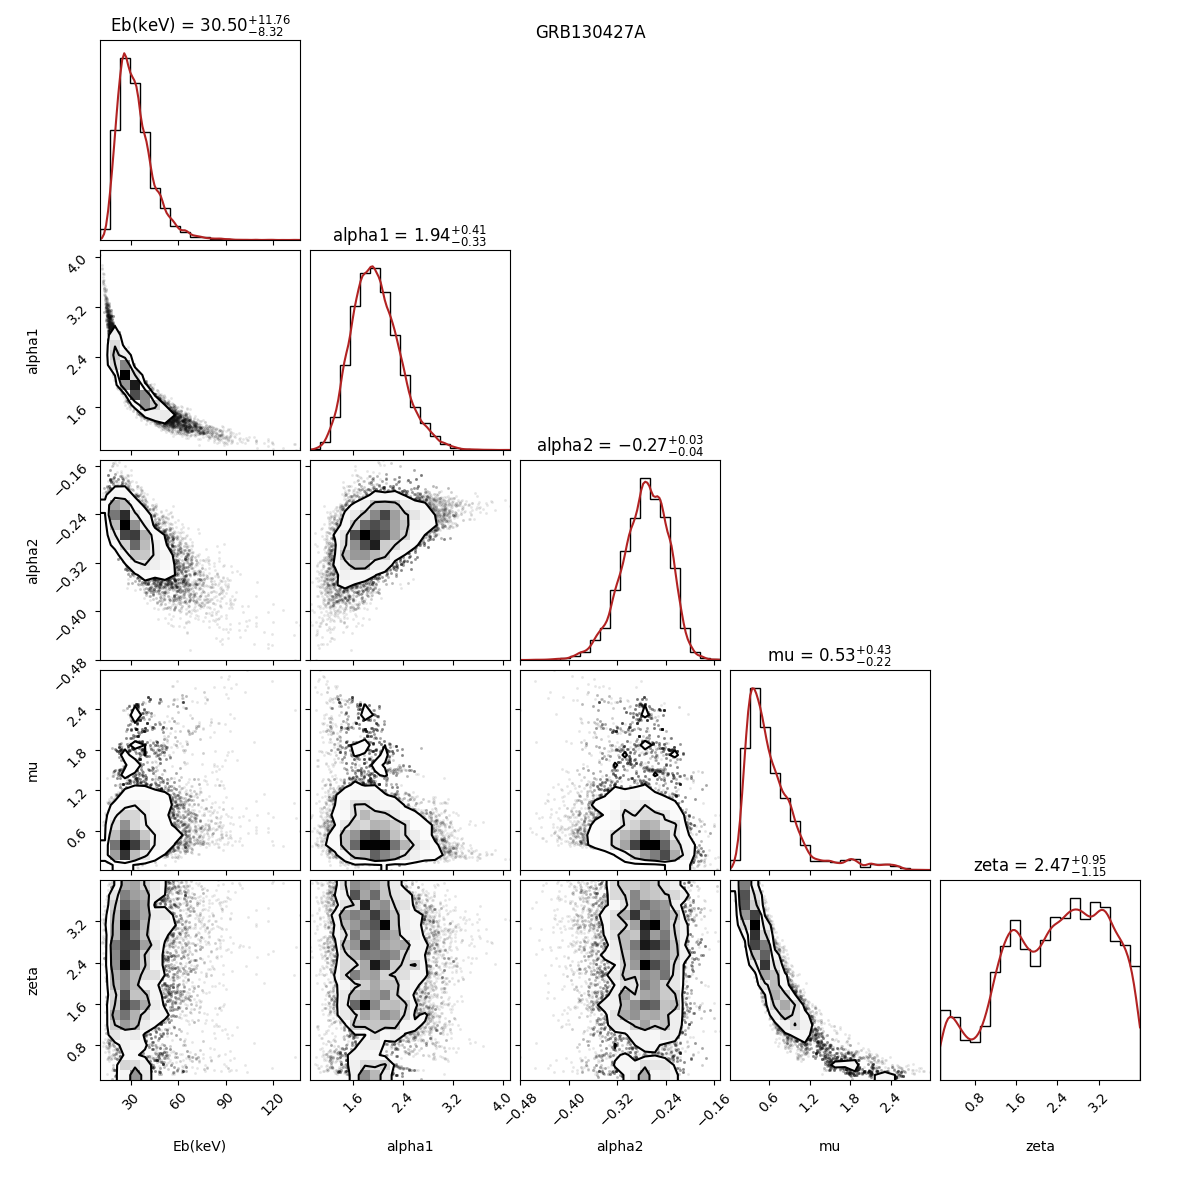 GRB130427A
Eb(keV) = 30.50+11.76−8.32
alpha1 = 1.94+0.41−0.33
4.0
3.2
2.4
1.6
alpha1
alpha2 = −0.27+0.03−0.04
−0.16
−0.24
−0.32
−0.40
−0.48
alpha2
mu = 0.53+0.43−0.22
2.4
1.8
1.2
0.6
mu
zeta = 2.47+0.95−1.15
3.2
2.4
1.6
0.8
zeta
30 60 90 120
1.6 2.4 3.2 4.0
−0.48 −0.40 −0.32 −0.24 −0.16
0.6 1.2 1.8 2.4
0.8 1.6 2.4 3.2
Eb(keV) alpha1 alpha2 mu zeta